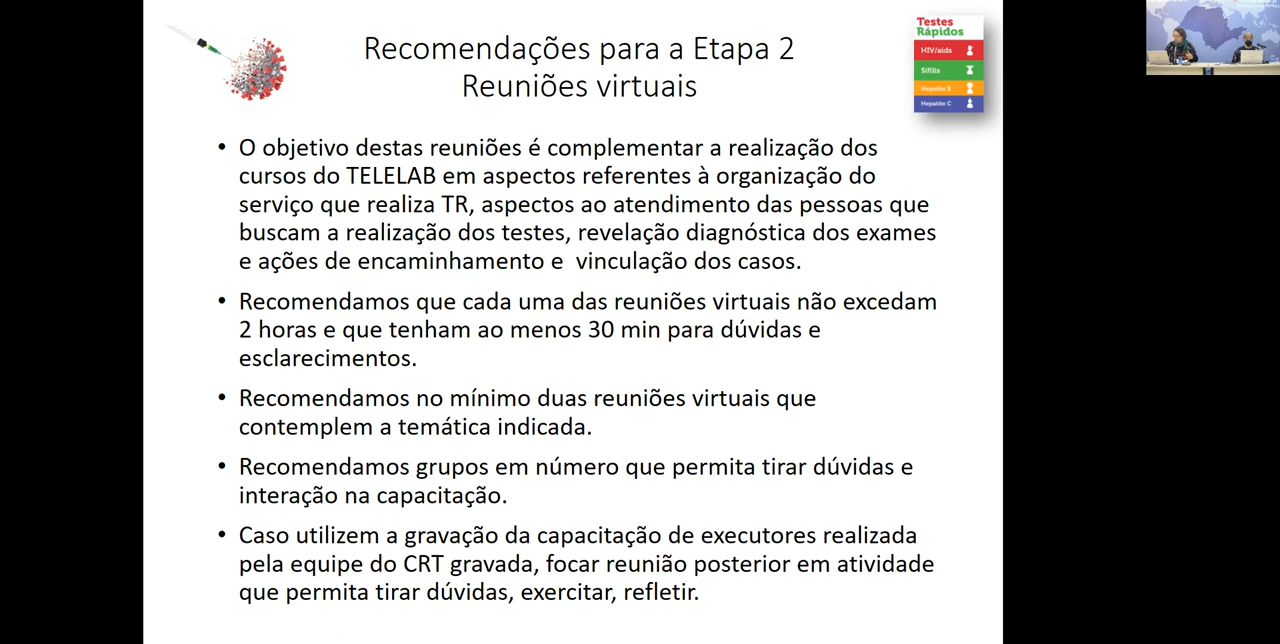 Recomendações para a Etapa 2
Reuniões virtuais
Testes
Rápidos
HIV/aids
Sífilis
Hepatite B
Hepatite C
• O objetivo destas reuniões é complementar a realização dos
cursos do TELELAB em aspectos referentes à organização do
serviço que realiza TR, aspectos ao atendimento das pessoas que
buscam a realização dos testes, revelação diagnóstica dos exames
e ações de encaminhamento e vinculação dos casos.
• Recomendamos que cada uma das reuniões virtuais não excedam
2 horas e que tenham ao menos 30 min para dúvidas e
esclarecimentos.
• Recomendamos no mínimo duas reuniões virtuais que
contemplem a temática indicada.
• Recomendamos grupos em número que permita tirar dúvidas e
interação na capacitação.
• Caso utilizem a gravação da capacitação de executores realizada
pela equipe do CRT gravada, focar reunião posterior em atividade
que permita tirar dúvidas, exercitar, refletir.